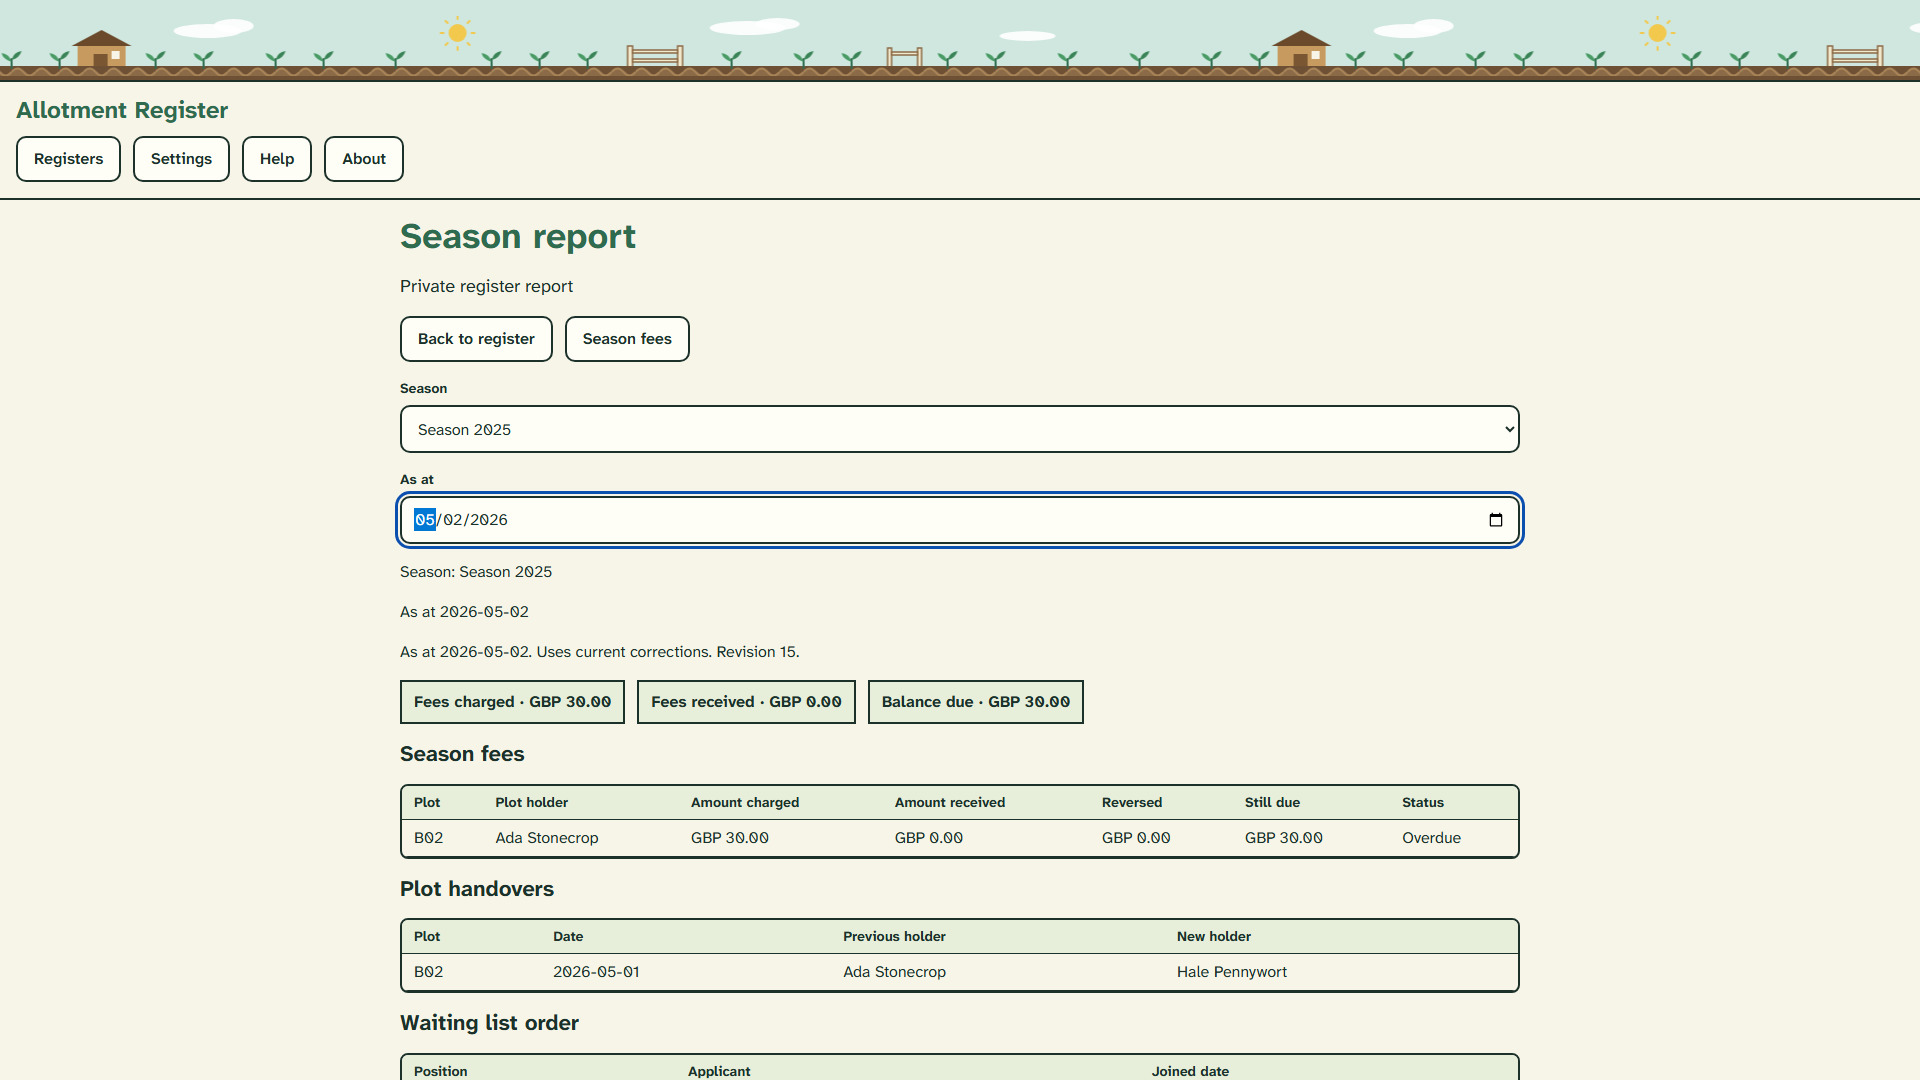 Allotment Register
Registers Settings Help About
Season report
Private register report
Back to register Season fees
Season
Season 2025
As at
05/02/2026
Season: Season 2025
As at 2026-05-02
As at 2026-05-02. Uses current corrections. Revision 15.
Fees charged · GBP 30.00 Fees received · GBP 0.00 Balance due · GBP 30.00
Season fees
Plot Plot holder Amount charged Amount received Reversed Still due Status
B02 Ada Stonecrop GBP 30.00 GBP 0.00 GBP 0.00 GBP 30.00 Overdue
Plot handovers
Plot Date Previous holder New holder
B02 2026-05-01 Ada Stonecrop Hale Pennywort
Waiting list order
Position Applicant Joined date